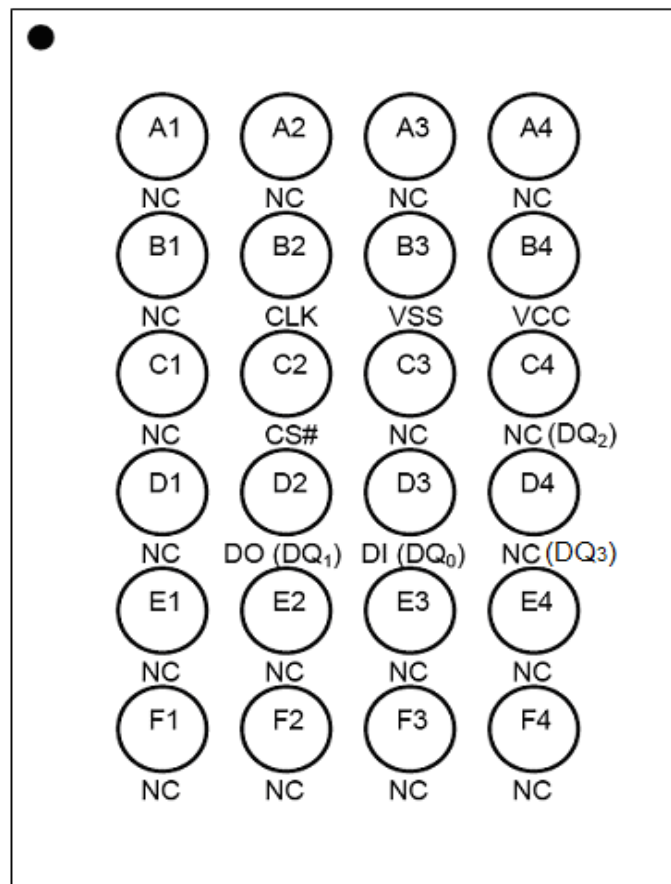 A1 A2 A3 A4
NC NC NC NC
B1 B2 B3 B4
NC CLK VSS VCC
C1 C2 C3 C4
NC CS# NC NC (DQ₂)
D1 D2 D3 D4
NC DO (DQ₁) DI (DQ₀) NC (DQ₃)
E1 E2 E3 E4
NC NC NC NC
F1 F2 F3 F4
NC NC NC NC